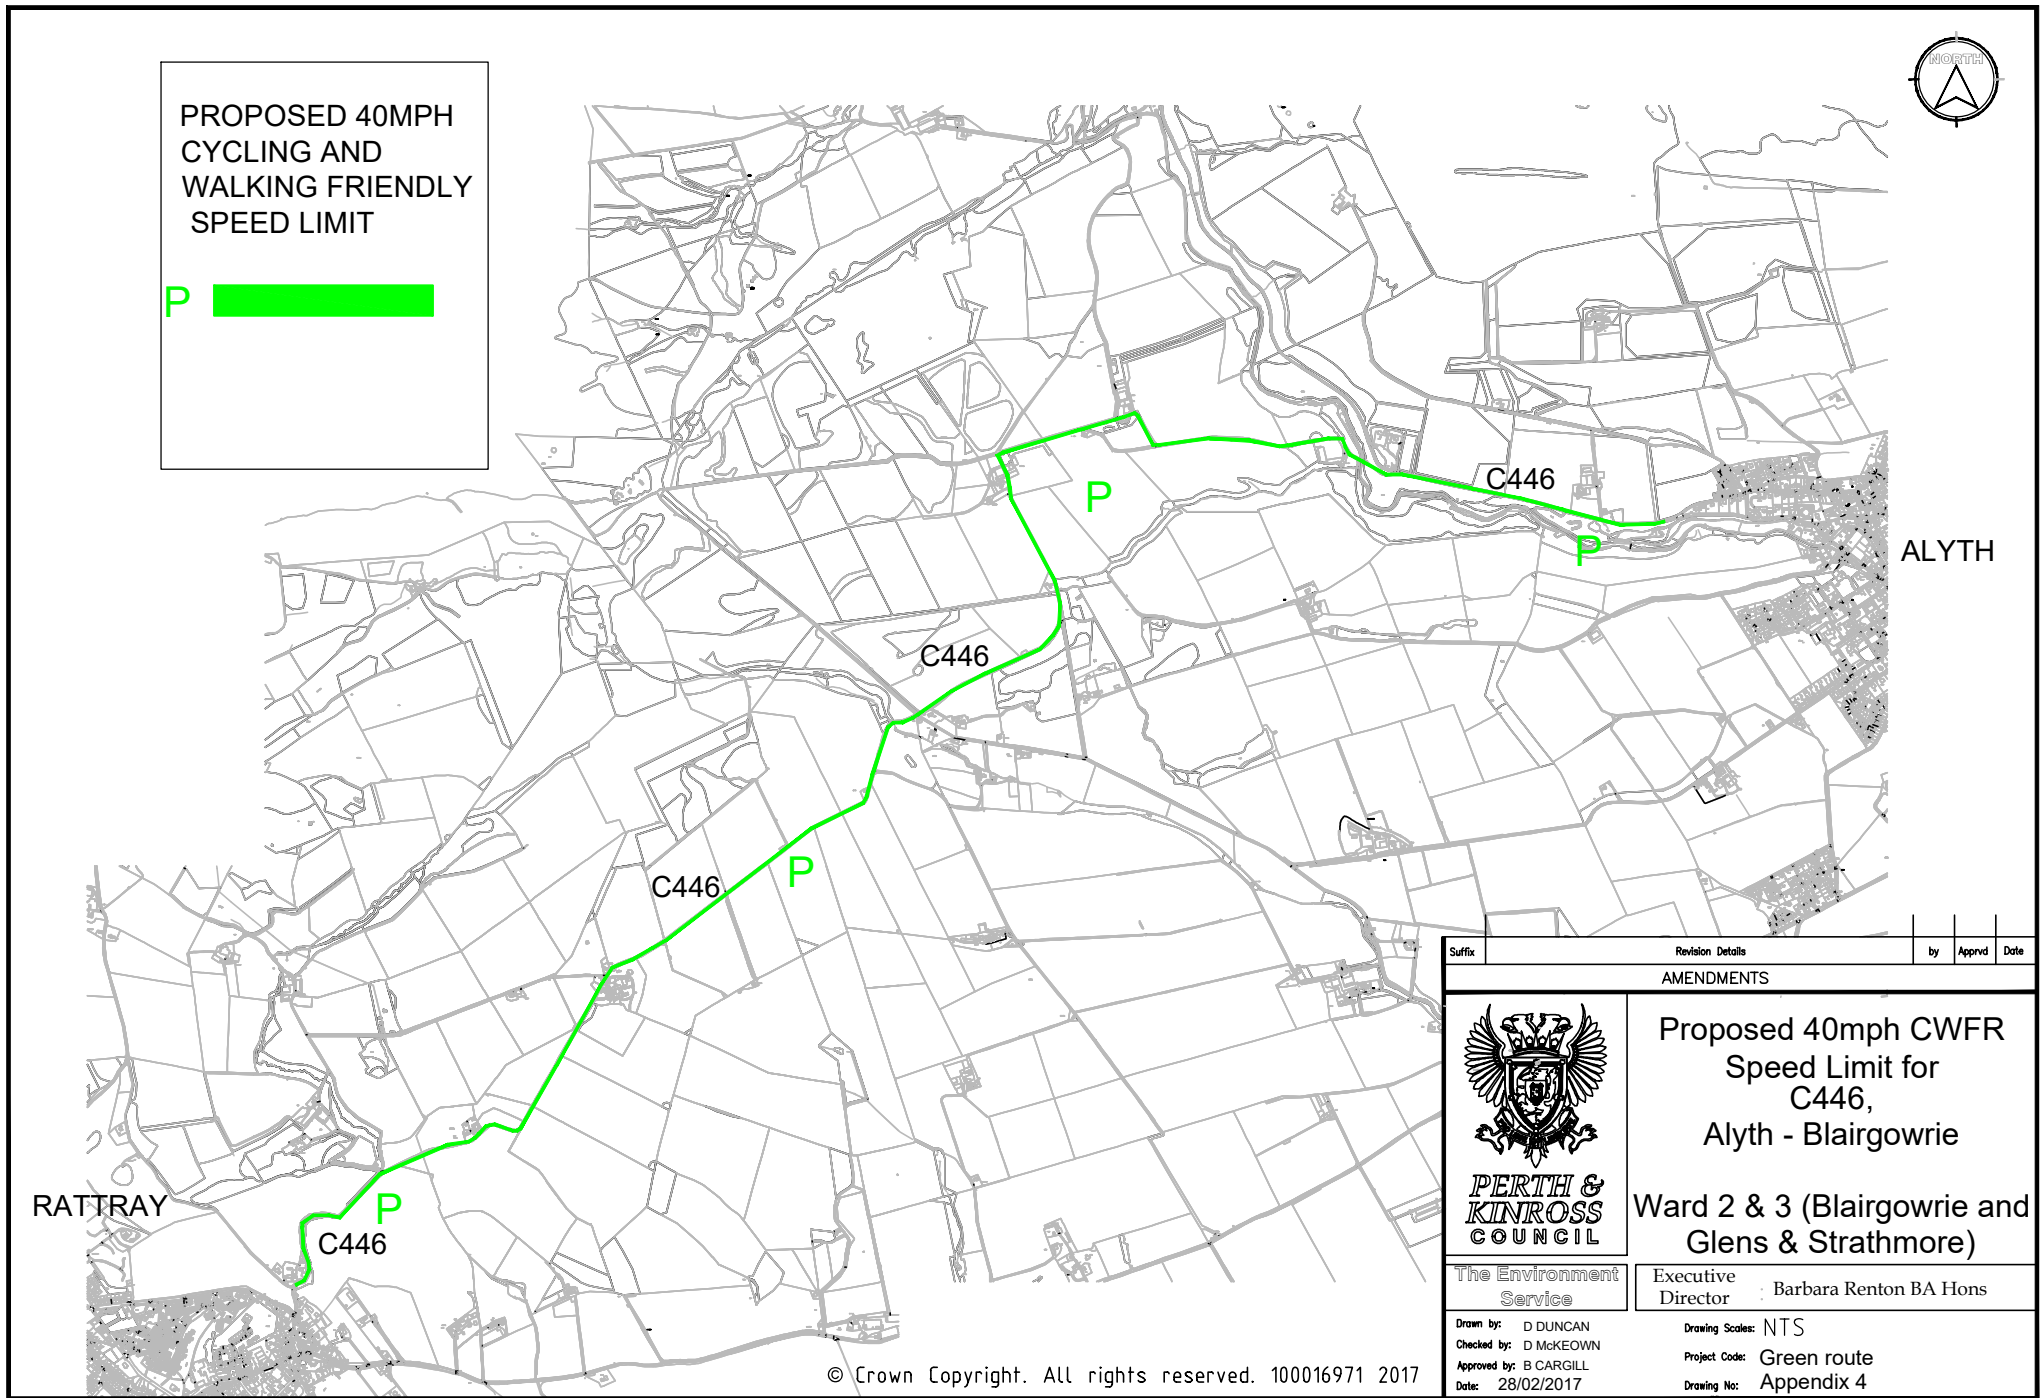 NORTH
PROPOSED 40MPH
CYCLING AND
WALKING FRIENDLY
SPEED LIMIT
P
C446
P
P
ALYTH
C446
C446
P
RATTRAY
P
C446
Suffix Revision Details by Apprvd Date
AMENDMENTS
PERTH &
KINROSS
COUNCIL
Proposed 40mph CWFR
Speed Limit for
C446,
Alyth - Blairgowrie
Ward 2 & 3 (Blairgowrie and
Glens & Strathmore)
The Environment
Service
Executive
Director : Barbara Renton BA Hons
Drawn by: D DUNCAN
Checked by: D McKEOWN
Approved by: B CARGILL
Date: 28/02/2017
Drawing Scales: NTS
Project Code: Green route
Drawing No: Appendix 4
© Crown Copyright. All rights reserved. 100016971 2017